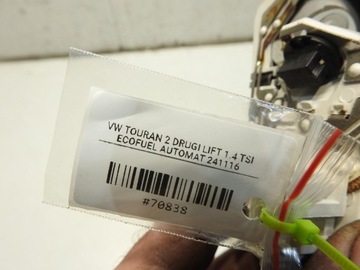 VW TOURAN 2 DRUGI LIFT 1.4 TSI
ECOFUEL AUTOMAT 241116
#70838